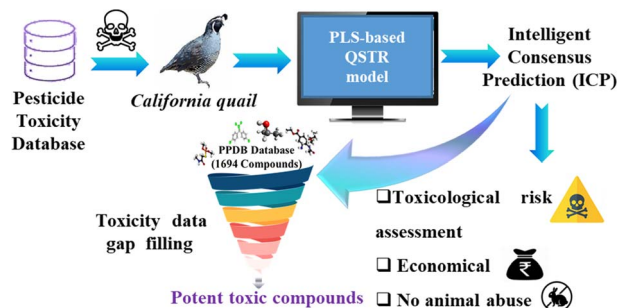 Pesticide
Toxicity
Database
California quail
PLS-based
QSTR
model
Intelligent
Consensus
Prediction (ICP)
PPDB Database
(1694 Compounds)
Toxicity data
gap filling
Potent toxic compounds
❑Toxicological risk
assessment
❑ Economical
₹
❑ No animal abuse